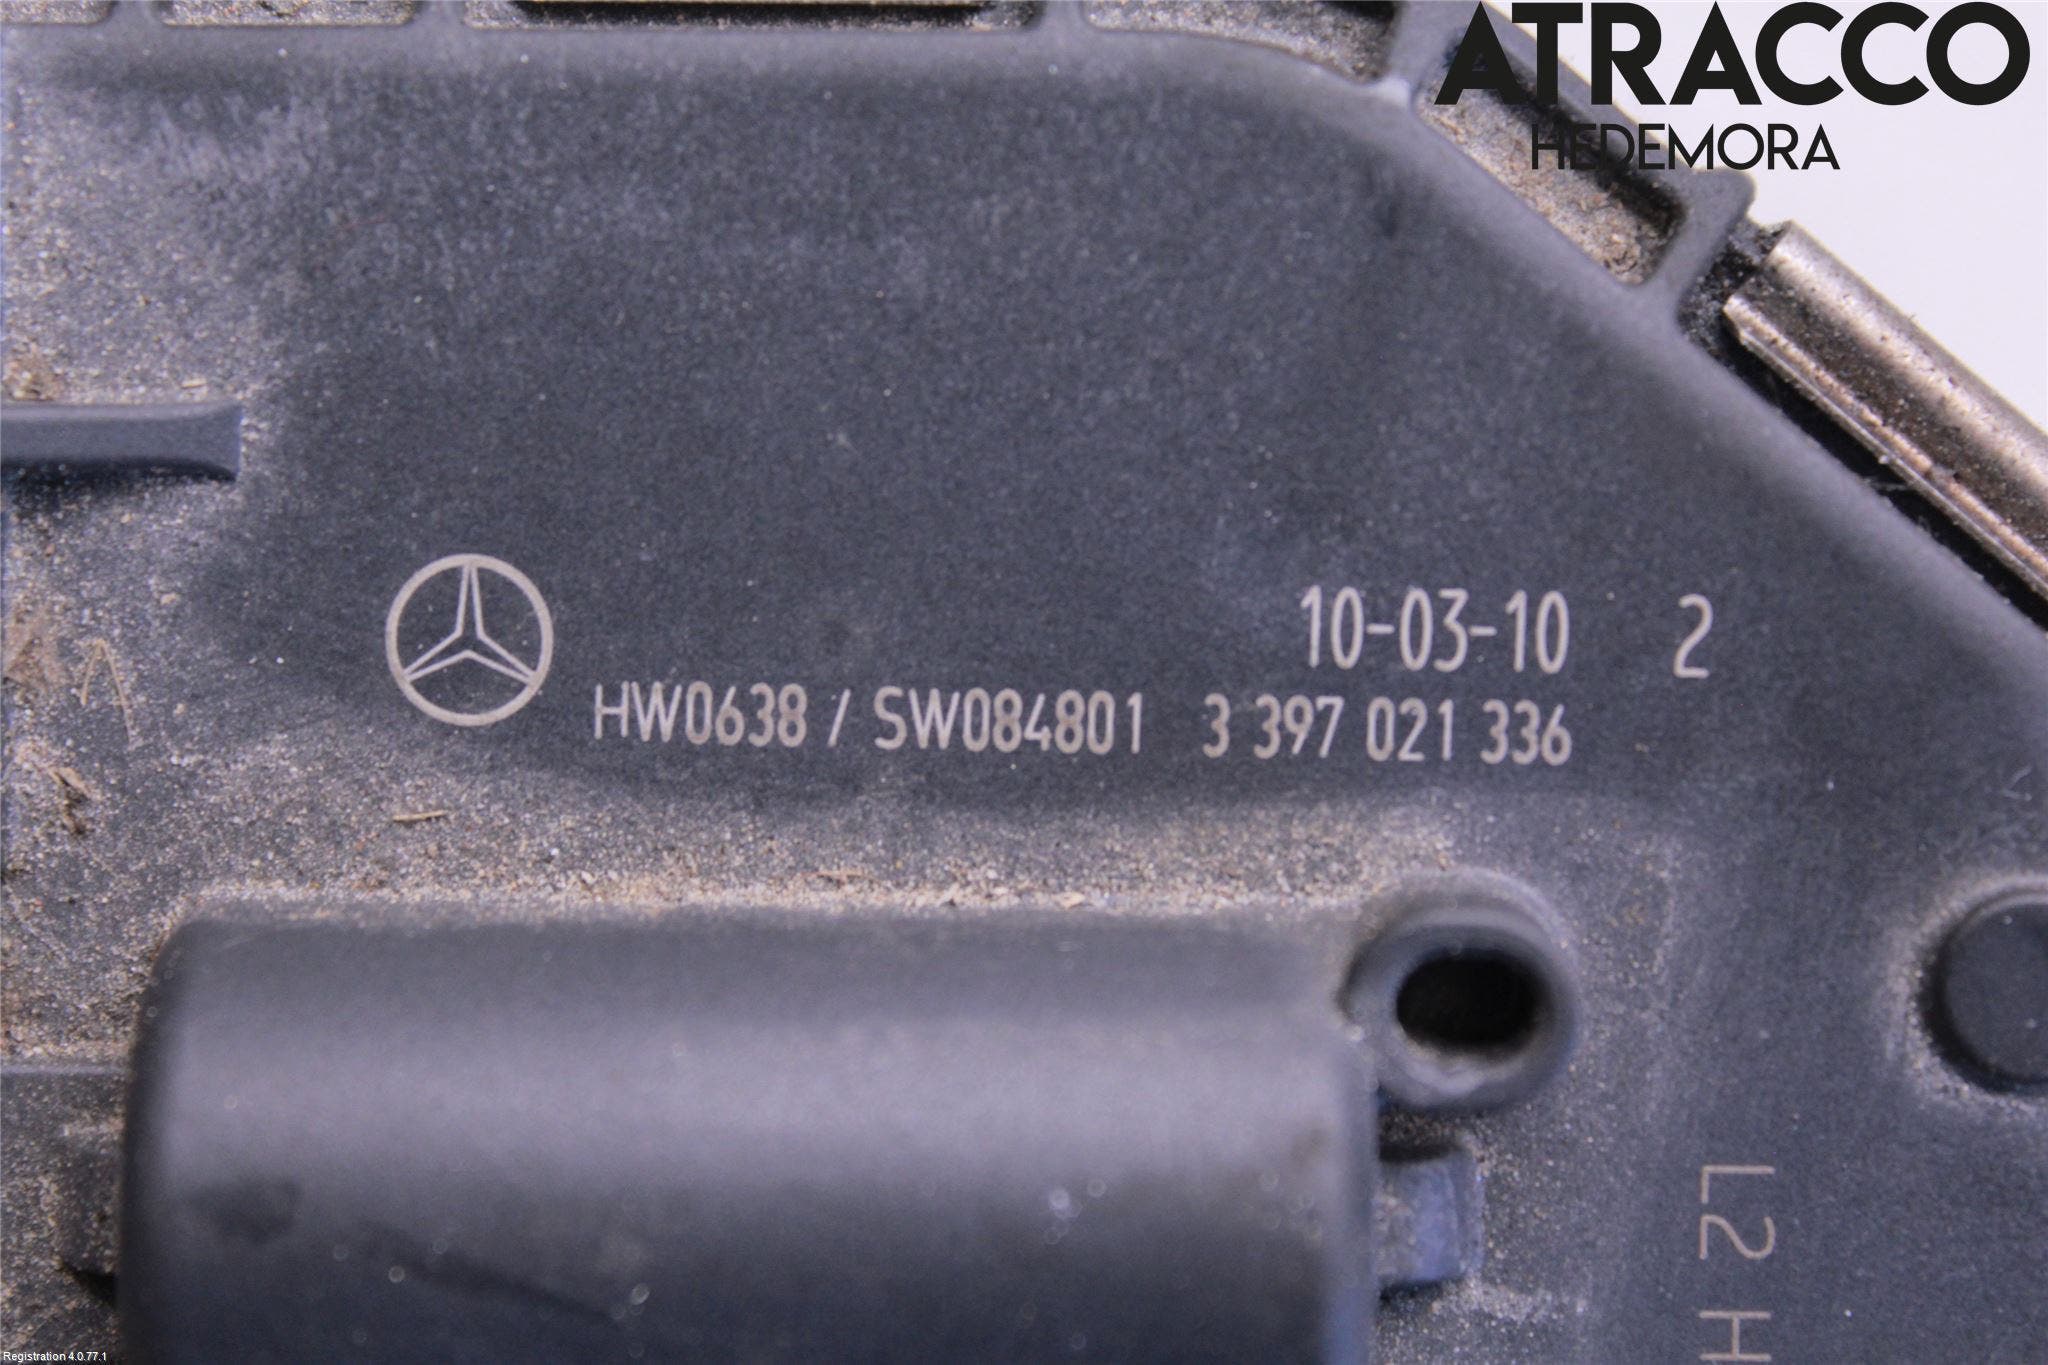 ATRACCO
HEDEMORA
10-03-10 2
HW0638 / SW084801 3 397 021 336
L2 H
Registration 4.0.77.1